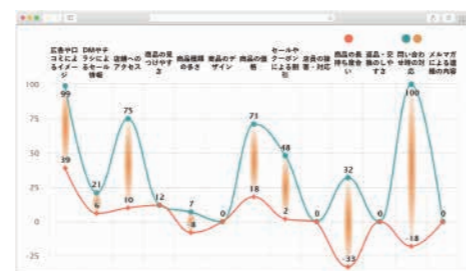 広告や口
コミによ
るイメー
ジ
DMやチ
ラシによ
るセール
情報
店舗への
アクセス
商品の見
つけやす
さ
商品種類
の多さ
商品のデ
ザイン
商品の価
格
セールや
クーポン
による割
引
店員の接
客・対応
商品の長
持ち度合
い
返品・交
換のしや
すさ
問い合わ
せ時の対
応
メルマガ
による連
絡の内容
100
75
50
25
0
-25
99
39
21
6
75
10
12
7
-8
0
71
18
48
2
0
32
-33
0
100
-18
0